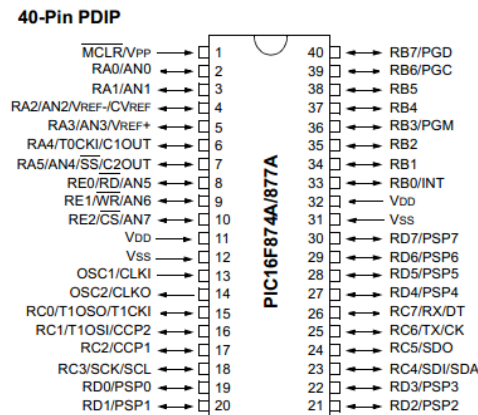 40-Pin PDIP
MCLR/VPP 1 40 RB7/PGD
RA0/AN0 2 39 RB6/PGC
RA1/AN1 3 38 RB5
RA2/AN2/VREF-/CVREF 4 37 RB4
RA3/AN3/VREF+ 5 36 RB3/PGM
RA4/T0CKI/C1OUT 6 35 RB2
RA5/AN4/SS/C2OUT 7 34 RB1
RE0/RD/AN5 8 33 RB0/INT
RE1/WR/AN6 9 32 VDD
RE2/CS/AN7 10 31 VSS
VDD 11 30 RD7/PSP7
VSS 12 29 RD6/PSP6
OSC1/CLKI 13 28 RD5/PSP5
OSC2/CLKO 14 27 RD4/PSP4
RC0/T1OSO/T1CKI 15 26 RC7/RX/DT
RC1/T1OSI/CCP2 16 25 RC6/TX/CK
RC2/CCP1 17 24 RC5/SDO
RC3/SCK/SCL 18 23 RC4/SDI/SDA
RD0/PSP0 19 22 RD3/PSP3
RD1/PSP1 20 21 RD2/PSP2
PIC16F874A/877A